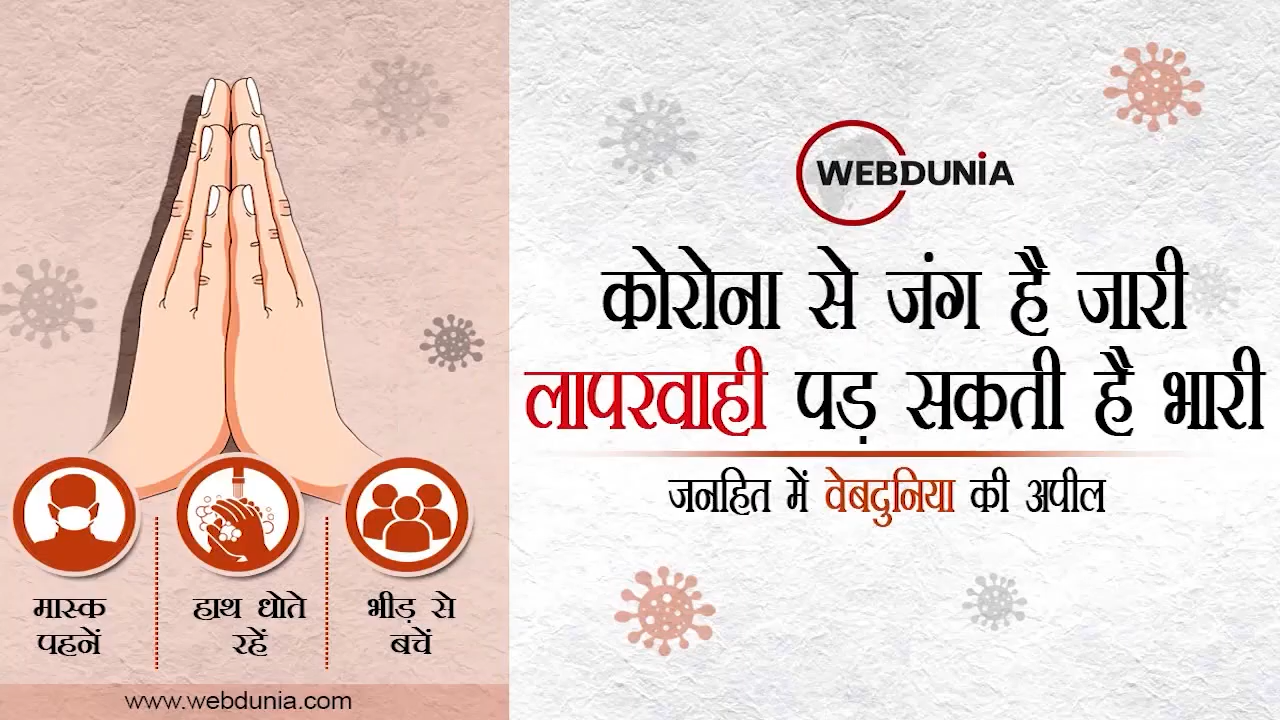 WEBDUNIA
कोरोना से जंग है जारी
लापरवाही पड़ सकती है भारी
जनहित में वेबदुनिया की अपील
मास्क
पहनें
हाथ धोते
रहें
भीड़ से
बचें
www.webdunia.com